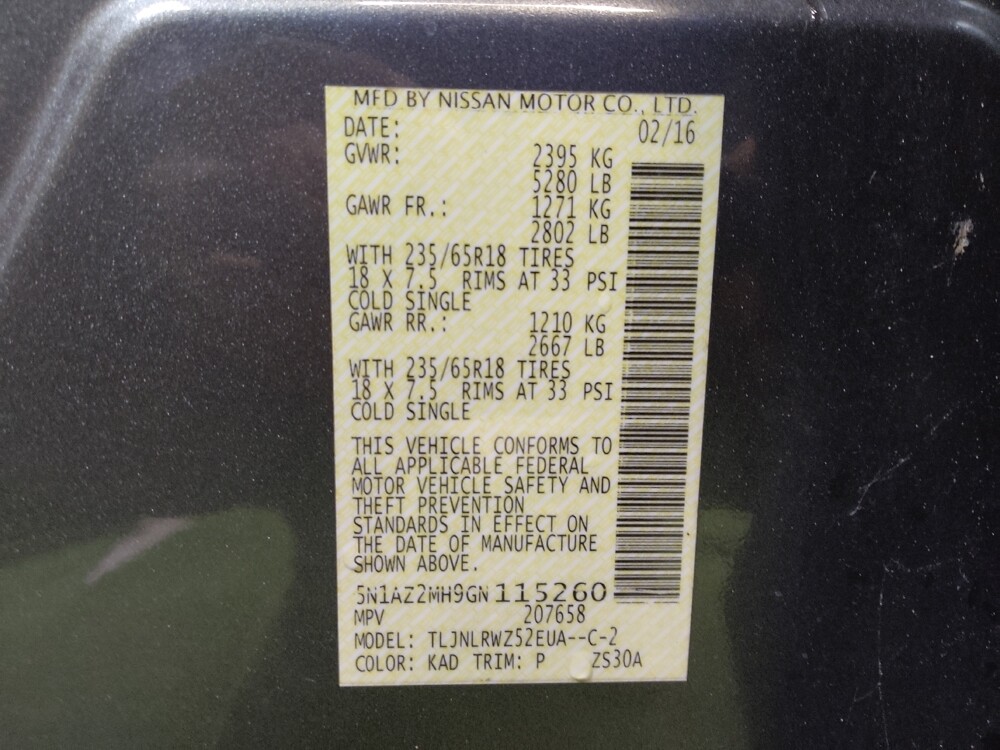 MFD BY NISSAN MOTOR CO., LTD.
DATE: 02/16
GVWR: 2395 KG
5280 LB
GAWR FR.: 1271 KG
2802 LB
WITH 235/65R18 TIRES
18 X 7.5 RIMS AT 33 PSI
COLD SINGLE
GAWR RR.: 1210 KG
2667 LB
WITH 235/65R18 TIRES
18 X 7.5 RIMS AT 33 PSI
COLD SINGLE
THIS VEHICLE CONFORMS TO
ALL APPLICABLE FEDERAL
MOTOR VEHICLE SAFETY AND
THEFT PREVENTION
STANDARDS IN EFFECT ON
THE DATE OF MANUFACTURE
SHOWN ABOVE.
5N1AZ2MH9GN 115260
MPV 207658
MODEL: TLJNLRWZ52EUA--C-2
COLOR: KAD TRIM: P ZS30A